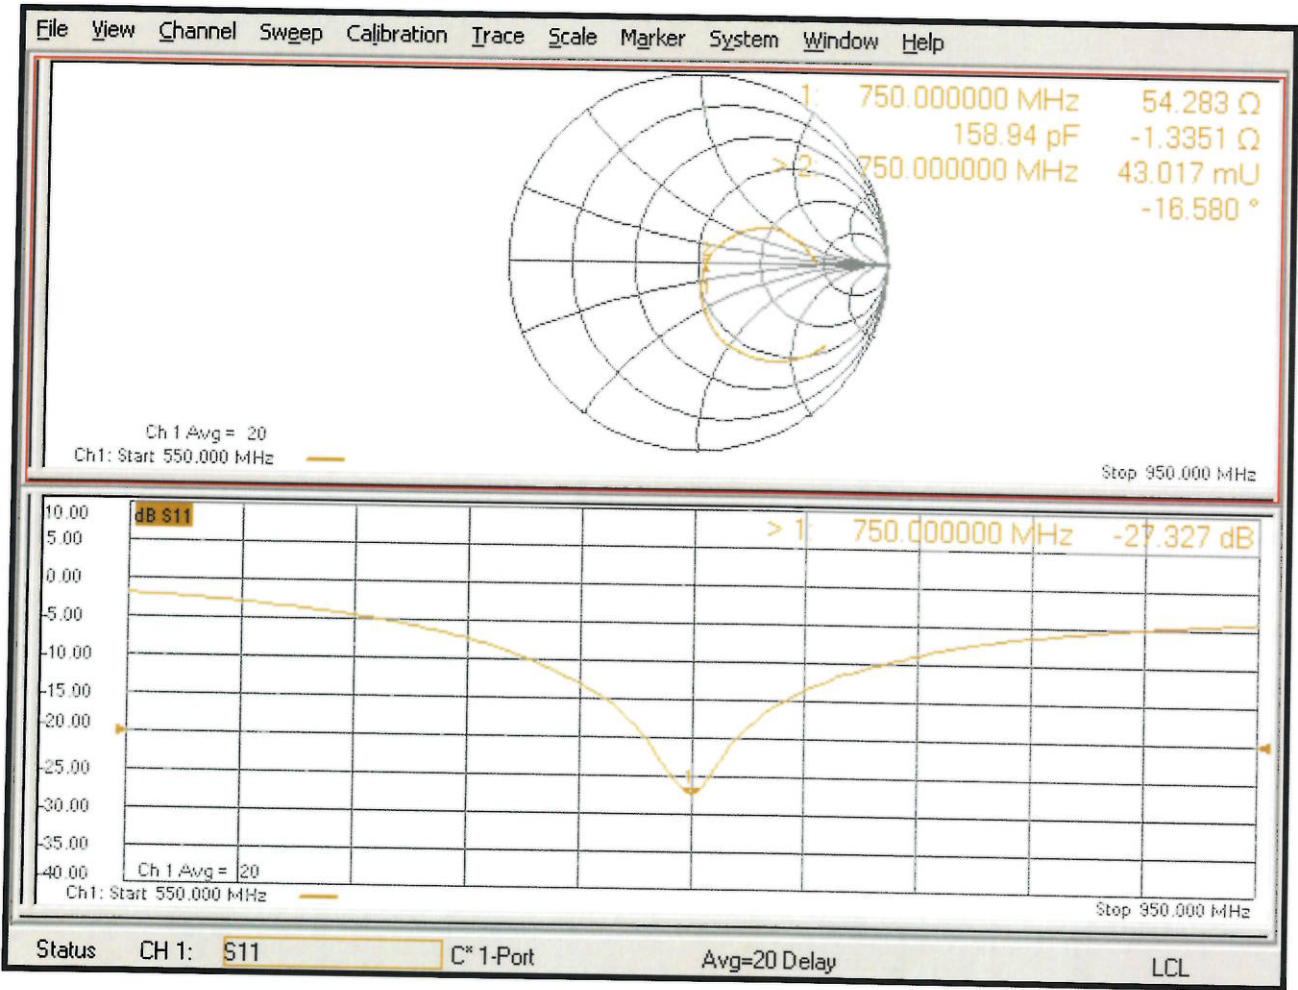 File View Channel Sweep Calibration Trace Scale Marker System Window Help
1: 750.000000 MHz 54.283 Ω
158.94 pF -1.3351 Ω
> 2: 750.000000 MHz 43.017 mU
-16.580 °
Ch 1 Avg = 20
Ch1: Start 550.000 MHz
Stop 950.000 MHz
10.00
dB S11
> 1: 750.000000 MHz -27.327 dB
5.00
0.00
-5.00
-10.00
-15.00
-20.00
-25.00
1
-30.00
-35.00
-40.00
Ch 1 Avg = 20
Ch1: Start 550.000 MHz
Stop 950.000 MHz
Status CH 1: S11 C* 1-Port Avg=20 Delay LCL